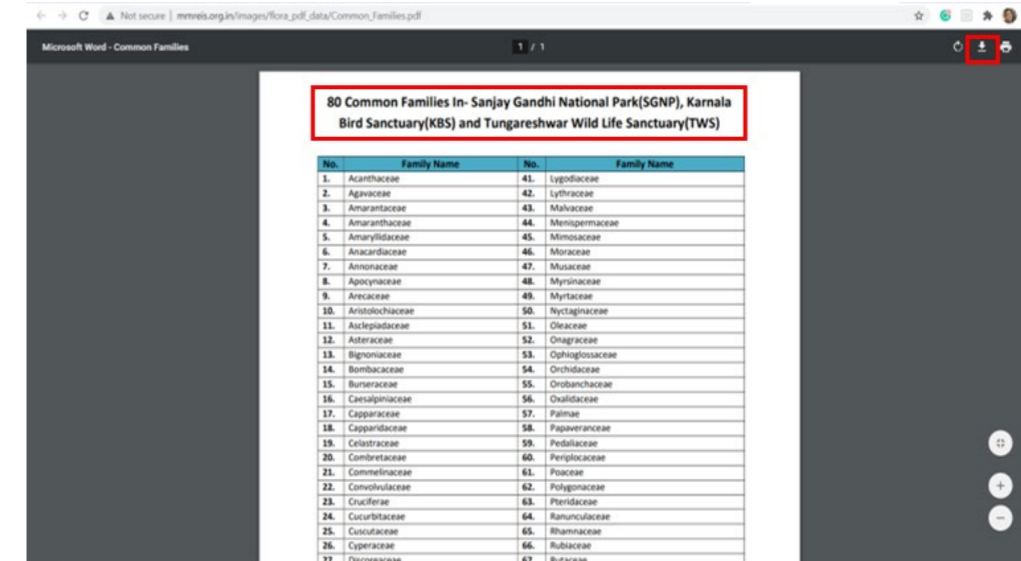 Not secure | mmreis.org.in/images/flora_pdf_data/Common_Families.pdf
Microsoft Word - Common Families
1 / 1
80 Common Families In- Sanjay Gandhi National Park(SGNP), Karnala
Bird Sanctuary(KBS) and Tungareshwar Wild Life Sanctuary(TWS)
No. Family Name No. Family Name
1. Acanthaceae 41. Lygodiaceae
2. Agavaceae 42. Lythraceae
3. Amarantaceae 43. Malvaceae
4. Amaranthaceae 44. Menispermaceae
5. Amaryllidaceae 45. Mimosaceae
6. Anacardiaceae 46. Moraceae
7. Annonaceae 47. Musaceae
8. Apocynaceae 48. Myrsinaceae
9. Arecaceae 49. Myrtaceae
10. Aristolochiaceae 50. Nyctaginaceae
11. Asclepiadaceae 51. Oleaceae
12. Asteraceae 52. Onagraceae
13. Bignoniaceae 53. Ophioglossaceae
14. Bombacaceae 54. Orchidaceae
15. Burseraceae 55. Orobanchaceae
16. Caesalpiniaceae 56. Oxalidaceae
17. Capparaceae 57. Palmae
18. Capparidaceae 58. Papaveranceae
19. Celastraceae 59. Pedaliaceae
20. Combretaceae 60. Periplocaceae
21. Commelinaceae 61. Poaceae
22. Convolvulaceae 62. Polygonaceae
23. Cruciferae 63. Pteridaceae
24. Cucurbitaceae 64. Ranunculaceae
25. Cuscutaceae 65. Rhamnaceae
26. Cyperaceae 66. Rubiaceae
27. 67. Rutaceae